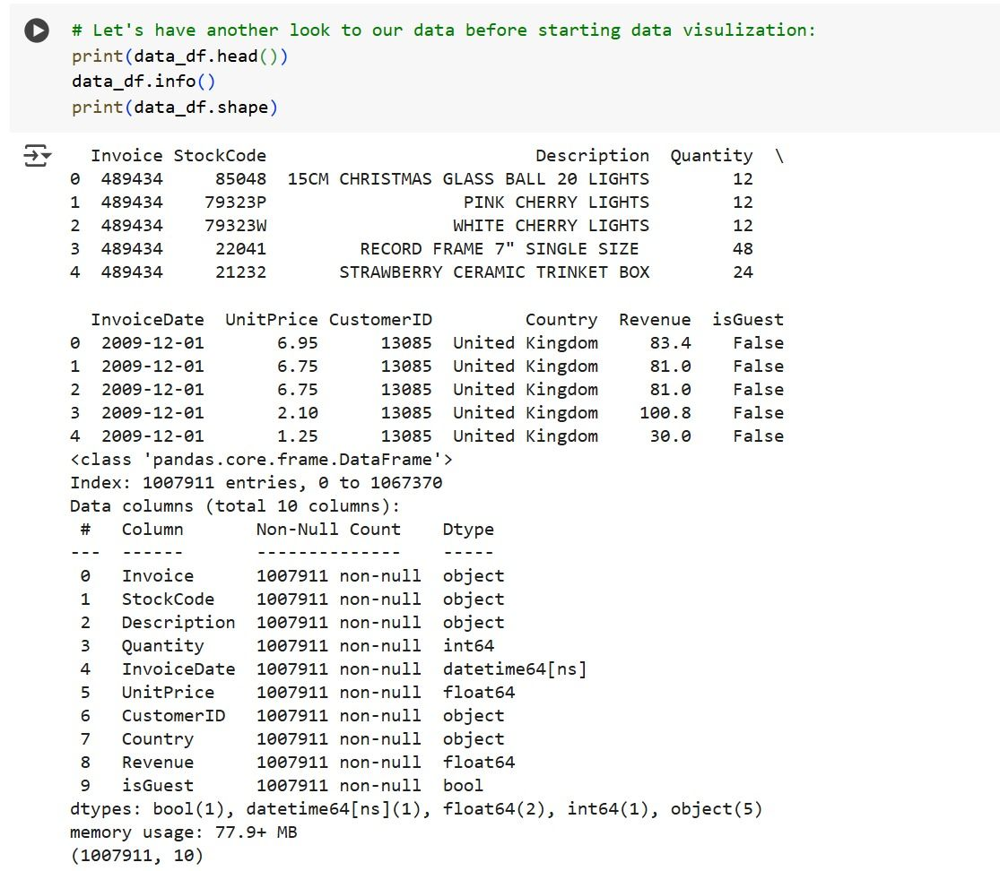 # Let's have another look to our data before starting data visulization:
print(data_df.head())
data_df.info()
print(data_df.shape)
Invoice StockCode Description Quantity \
0 489434 85048 15CM CHRISTMAS GLASS BALL 20 LIGHTS 12
1 489434 79323P PINK CHERRY LIGHTS 12
2 489434 79323W WHITE CHERRY LIGHTS 12
3 489434 22041 RECORD FRAME 7" SINGLE SIZE 48
4 489434 21232 STRAWBERRY CERAMIC TRINKET BOX 24
InvoiceDate UnitPrice CustomerID Country Revenue isGuest
0 2009-12-01 6.95 13085 United Kingdom 83.4 False
1 2009-12-01 6.75 13085 United Kingdom 81.0 False
2 2009-12-01 6.75 13085 United Kingdom 81.0 False
3 2009-12-01 2.10 13085 United Kingdom 100.8 False
4 2009-12-01 1.25 13085 United Kingdom 30.0 False
<class 'pandas.core.frame.DataFrame'>
Index: 1007911 entries, 0 to 1067370
Data columns (total 10 columns):
# Column Non-Null Count Dtype
--- ------ -------------- -----
0 Invoice 1007911 non-null object
1 StockCode 1007911 non-null object
2 Description 1007911 non-null object
3 Quantity 1007911 non-null int64
4 InvoiceDate 1007911 non-null datetime64[ns]
5 UnitPrice 1007911 non-null float64
6 CustomerID 1007911 non-null object
7 Country 1007911 non-null object
8 Revenue 1007911 non-null float64
9 isGuest 1007911 non-null bool
dtypes: bool(1), datetime64[ns](1), float64(2), int64(1), object(5)
memory usage: 77.9+ MB
(1007911, 10)